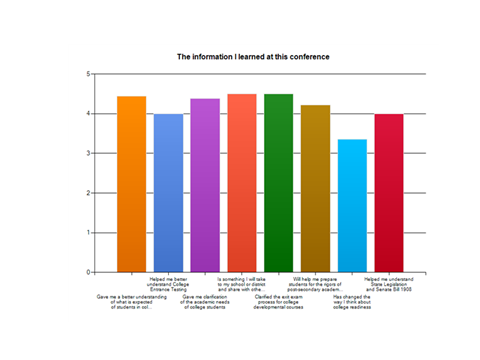 The information I learned at this conference
5
4
3
2
1
0
Helped me better
understand College
Entrance Testing
Is something I will take
to my school or district
and share with othe...
Will help me prepare
students for the rigors of
post-secondary academ...
Helped me understand
State Legislation
and Senate Bill 1908
Gave me a better understanding
of what is expected
of students in col...
Gave me clarification
of the academic needs
of college students
Clarified the exit exam
process for college
developmental courses
Has changed the
way I think about
college readiness